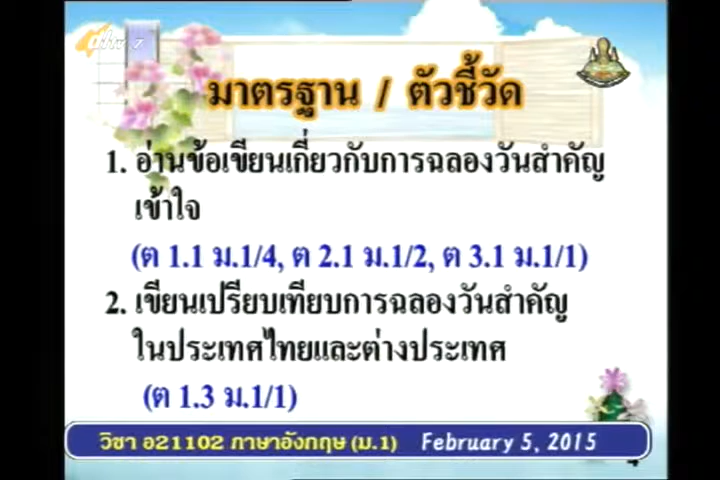 มาตรฐาน / ตัวชี้วัด
1. อ่านข้อเขียนเกี่ยวกับการฉลองวันสำคัญ
เข้าใจ
(ต 1.1 ม.1/4, ต 2.1 ม.1/2, ต 3.1 ม.1/1)
2. เขียนเปรียบเทียบการฉลองวันสำคัญ
ในประเทศไทยและต่างประเทศ
(ต 1.3 ม.1/1)
วิชา อ21102 ภาษาอังกฤษ (ม.1) February 5, 2015